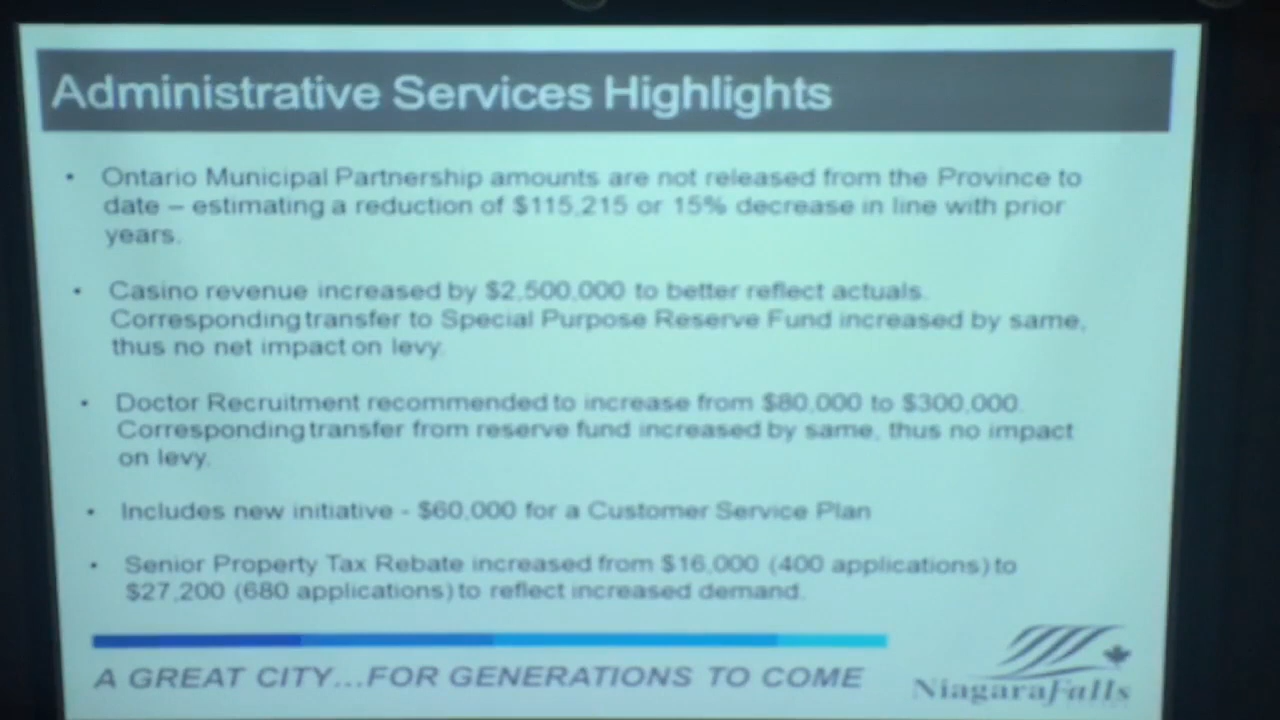 Administrative Services Highlights
• Ontario Municipal Partnership amounts are not released from the Province to
date – estimating a reduction of $115,215 or 15% decrease in line with prior
years.
• Casino revenue increased by $2,500,000 to better reflect actuals.
Corresponding transfer to Special Purpose Reserve Fund increased by same,
thus no net impact on levy.
• Doctor Recruitment recommended to increase from $80,000 to $300,000.
Corresponding transfer from reserve fund increased by same, thus no impact
on levy.
• Includes new initiative - $60,000 for a Customer Service Plan
• Senior Property Tax Rebate increased from $16,000 (400 applications) to
$27,200 (680 applications) to reflect increased demand.
A GREAT CITY...FOR GENERATIONS TO COME
NiagaraFalls